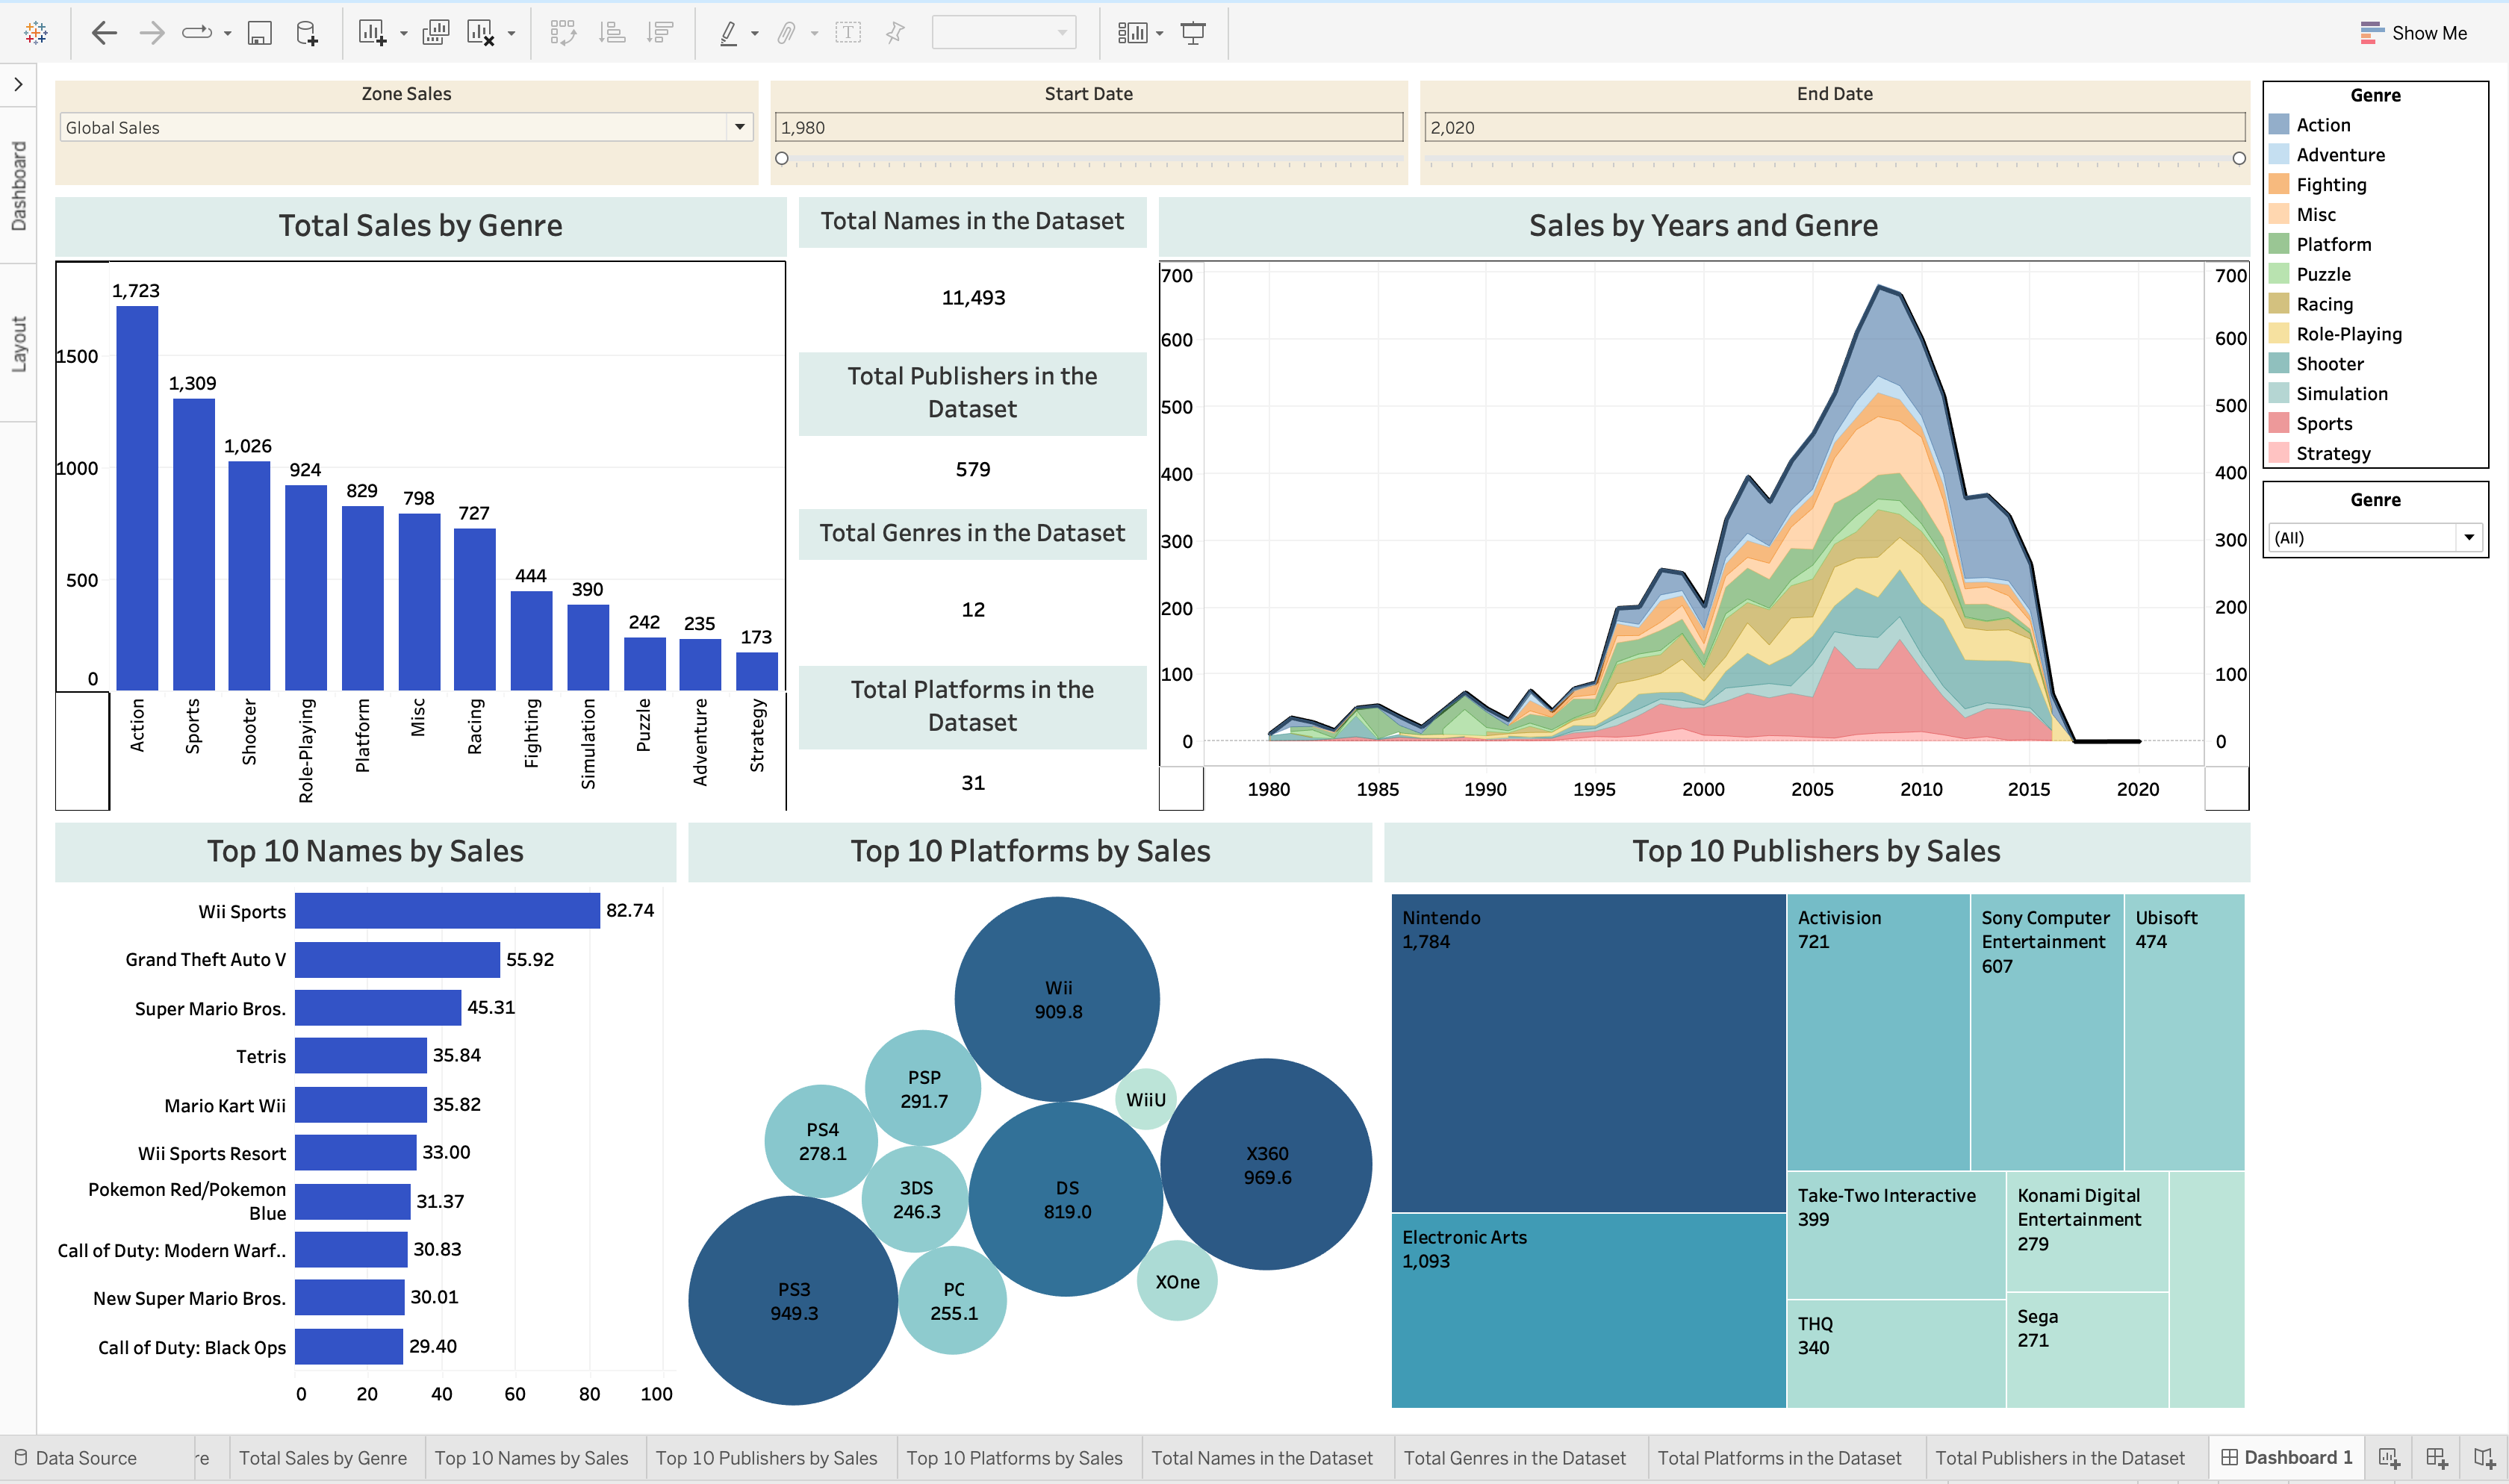 Show Me
Dashboard
Layout
Zone Sales
Global Sales
Start Date
1,980
End Date
2,020
Genre
Action
Adventure
Fighting
Misc
Platform
Puzzle
Racing
Role-Playing
Shooter
Simulation
Sports
Strategy
Genre
(All)
Total Sales by Genre
1500
1000
500
0
1,723
1,309
1,026
924
829
798
727
444
390
242
235
173
Action
Sports
Shooter
Role-Playing
Platform
Misc
Racing
Fighting
Simulation
Puzzle
Adventure
Strategy
Total Names in the Dataset
11,493
Total Publishers in the
Dataset
579
Total Genres in the Dataset
12
Total Platforms in the
Dataset
31
Sales by Years and Genre
700
600
500
400
300
200
100
0
700
600
500
400
300
200
100
0
1980
1985
1990
1995
2000
2005
2010
2015
2020
Top 10 Names by Sales
Wii Sports
82.74
Grand Theft Auto V
55.92
Super Mario Bros.
45.31
Tetris
35.84
Mario Kart Wii
35.82
Wii Sports Resort
33.00
Pokemon Red/Pokemon
Blue
31.37
Call of Duty: Modern Warf..
30.83
New Super Mario Bros.
30.01
Call of Duty: Black Ops
29.40
0
20
40
60
80
100
Top 10 Platforms by Sales
Wii
909.8
PSP
291.7
WiiU
PS4
278.1
X360
969.6
3DS
246.3
DS
819.0
PS3
949.3
PC
255.1
XOne
Top 10 Publishers by Sales
Nintendo
1,784
Electronic Arts
1,093
Activision
721
Sony Computer
Entertainment
607
Ubisoft
474
Take-Two Interactive
399
Konami Digital
Entertainment
279
THQ
340
Sega
271
Data Source
re
Total Sales by Genre
Top 10 Names by Sales
Top 10 Publishers by Sales
Top 10 Platforms by Sales
Total Names in the Dataset
Total Genres in the Dataset
Total Platforms in the Dataset
Total Publishers in the Dataset
Dashboard 1